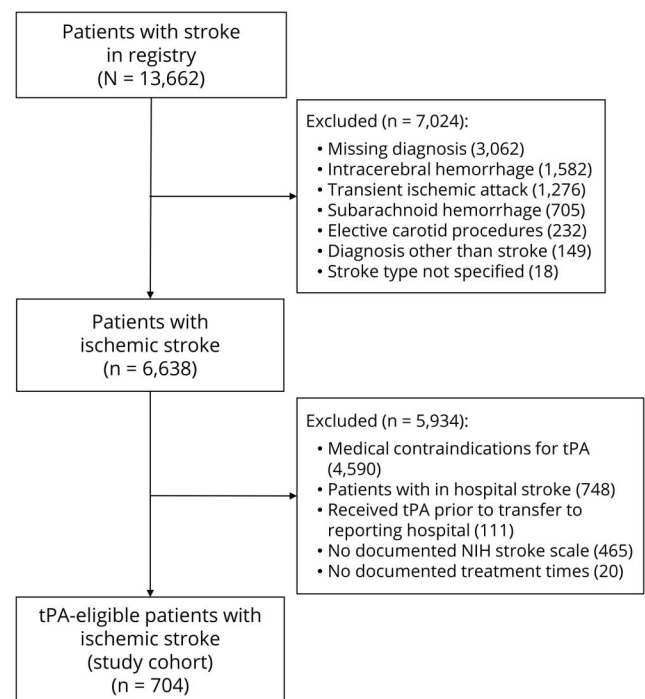 Patients with stroke
in registry
(N = 13,662)
Excluded (n = 7,024):
• Missing diagnosis (3,062)
• Intracerebral hemorrhage (1,582)
• Transient ischemic attack (1,276)
• Subarachnoid hemorrhage (705)
• Elective carotid procedures (232)
• Diagnosis other than stroke (149)
• Stroke type not specified (18)
Patients with
ischemic stroke
(n = 6,638)
Excluded (n = 5,934):
• Medical contraindications for tPA
(4,590)
• Patients with in hospital stroke (748)
• Received tPA prior to transfer to
reporting hospital (111)
• No documented NIH stroke scale (465)
• No documented treatment times (20)
tPA-eligible patients with
ischemic stroke
(study cohort)
n = 704)